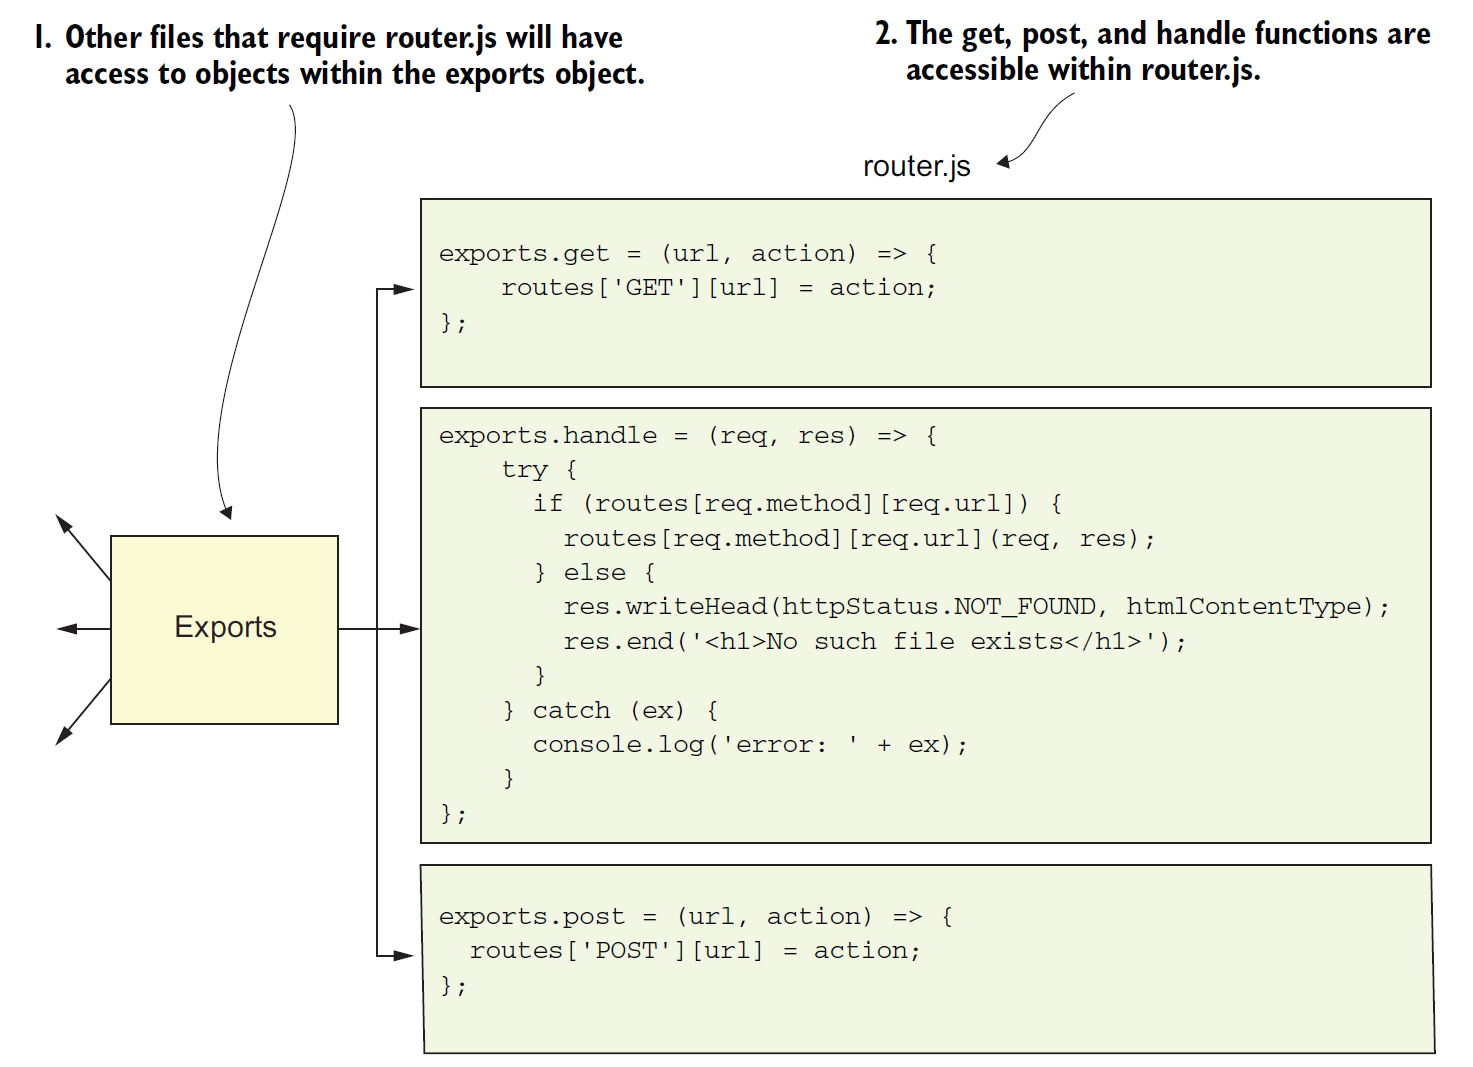 1. Other files that require router.js will have
access to objects within the exports object.
2. The get, post, and handle functions are
accessible within router.js.
router.js
exports.get = (url, action) => {
    routes['GET'][url] = action;
};
exports.handle = (req, res) => {
    try {
      if (routes[req.method][req.url]) {
        routes[req.method][req.url](req, res);
      } else {
        res.writeHead(httpStatus.NOT_FOUND, htmlContentType);
        res.end('<h1>No such file exists</h1>');
      }
    } catch (ex) {
      console.log('error: ' + ex);
    }
};
Exports
exports.post = (url, action) => {
  routes['POST'][url] = action;
};